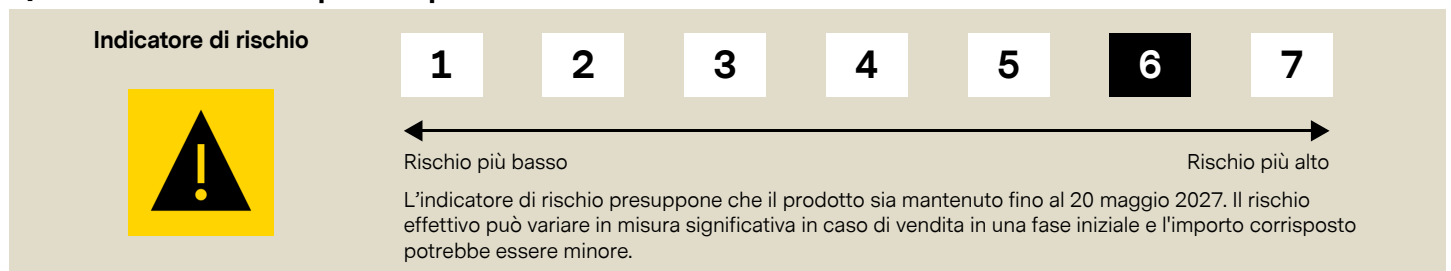 Indicatore di rischio
1 2 3 4 5 6 7
Rischio più basso Rischio più alto
L'indicatore di rischio presuppone che il prodotto sia mantenuto fino al 20 maggio 2027. Il rischio
effettivo può variare in misura significativa in caso di vendita in una fase iniziale e l'importo corrisposto
potrebbe essere minore.